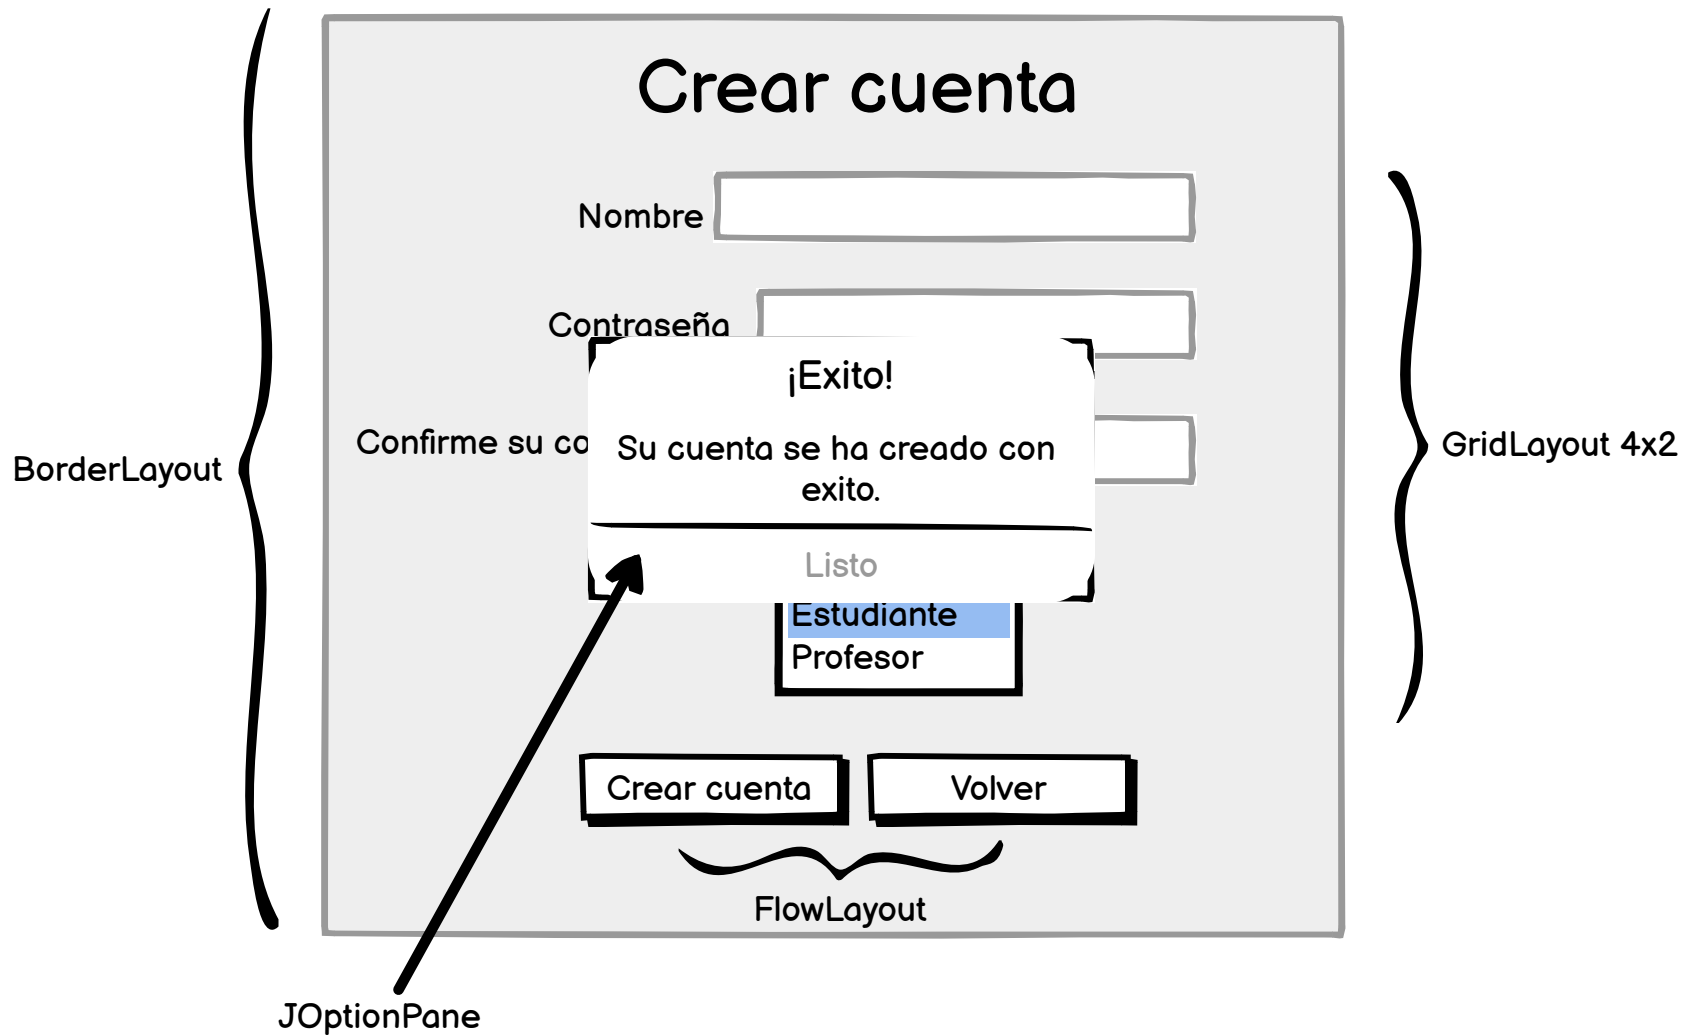 Crear cuenta
Nombre
Contraseña
Confirme su co
¡Exito!
Su cuenta se ha creado con
exito.
Listo
Estudiante
Profesor
Crear cuenta
Volver
FlowLayout
BorderLayout
GridLayout 4x2
JOptionPane